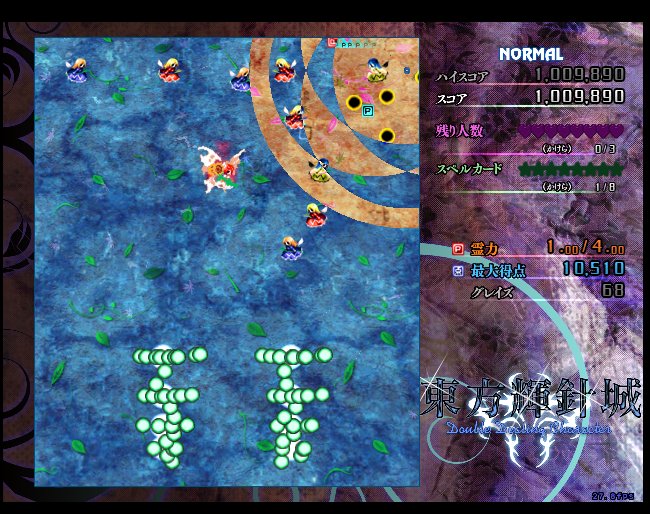 NORMAL
ハイスコア 1,009,890
スコア 1,009,890
残り人数
(かけら) 0/3
スペルカード
(かけら) 1/8
P 霊力 1.00/4.00
最大得点 10,510
グレイズ 68
P
東方輝針城
Double Dealing Character
27.8fps